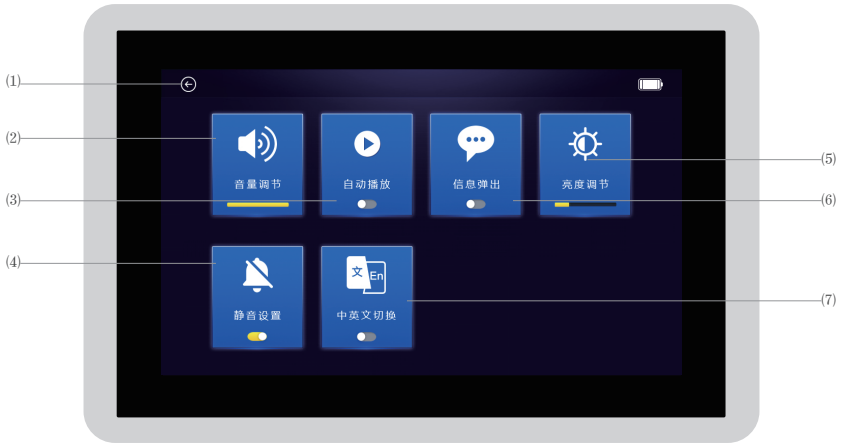 (1)
(2)
(3)
(4)
音量调节
自动播放
信息弹出
亮度调节
静音设置
文 En
中英文切换
(5)
(6)
(7)